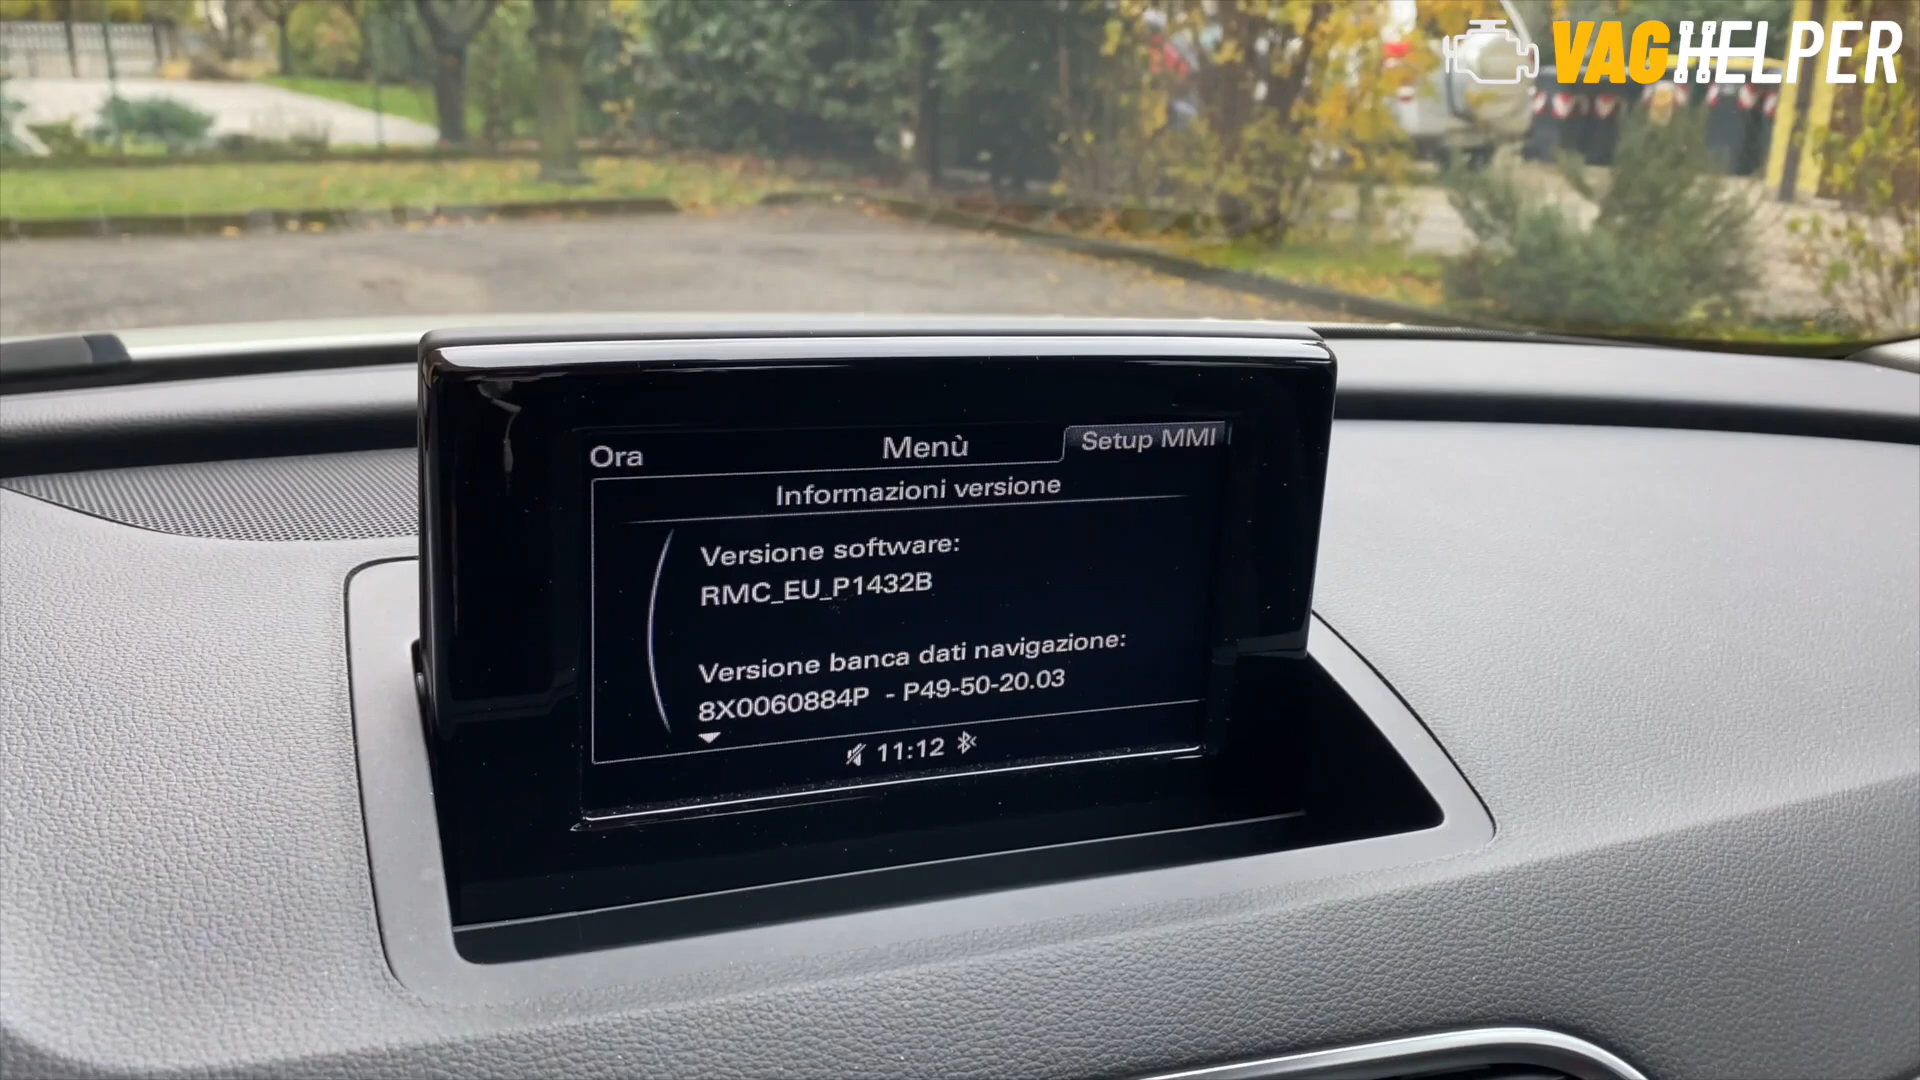 VAGHELPER
Ora Menù Setup MMI
Informazioni versione
Versione software:
RMC_EU_P1432B
Versione banca dati navigazione:
8X0060884P - P49-50-20.03
11:12